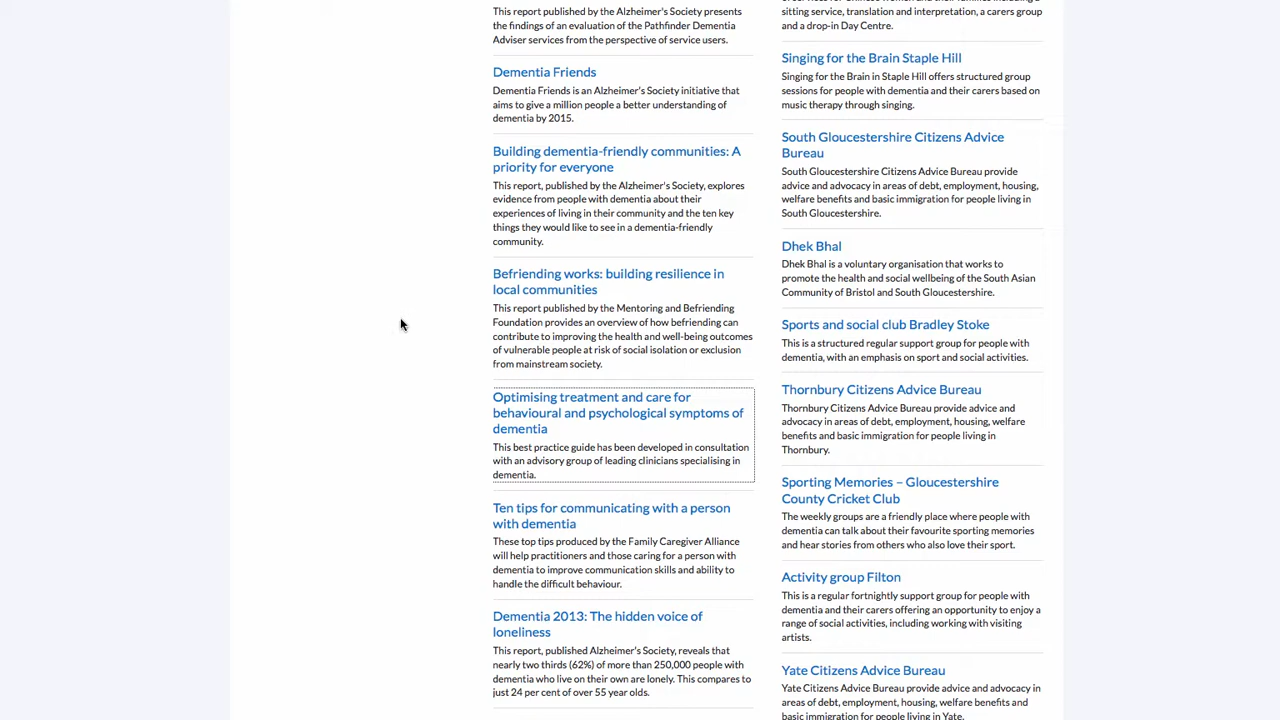 This report published by the Alzheimer's Society presents
the findings of an evaluation of the Pathfinder Dementia
Adviser services from the perspective of service users.
Dementia Friends
Dementia Friends is an Alzheimer's Society initiative that
aims to give a million people a better understanding of
dementia by 2015.
Building dementia-friendly communities: A
priority for everyone
This report, published by the Alzheimer's Society, explores
evidence from people with dementia about their
experiences of living in their community and the ten key
things they would like to see in a dementia-friendly
community.
Befriending works: building resilience in
local communities
This report published by the Mentoring and Befriending
Foundation provides an overview of how befriending can
contribute to improving the health and well-being outcomes
of vulnerable people at risk of social isolation or exclusion
from mainstream society.
Optimising treatment and care for
behavioural and psychological symptoms of
dementia
This best practice guide has been developed in consultation
with an advisory group of leading clinicians specialising in
dementia.
Ten tips for communicating with a person
with dementia
These top tips produced by the Family Caregiver Alliance
will help practitioners and those caring for a person with
dementia to improve communication skills and ability to
handle the difficult behaviour.
Dementia 2013: The hidden voice of
loneliness
This report, published Alzheimer's Society, reveals that
nearly two thirds (62%) of more than 250,000 people with
dementia who live on their own are lonely. This compares to
just 24 per cent of over 55 year olds.
sitting service, translation and interpretation, a carers group
and a drop-in Day Centre.
Singing for the Brain Staple Hill
Singing for the Brain in Staple Hill offers structured group
sessions for people with dementia and their carers based on
music therapy through singing.
South Gloucestershire Citizens Advice
Bureau
South Gloucestershire Citizens Advice Bureau provide
advice and advocacy in areas of debt, employment, housing,
welfare benefits and basic immigration for people living in
South Gloucestershire.
Dhek Bhal
Dhek Bhal is a voluntary organisation that works to
promote the health and social wellbeing of the South Asian
Community of Bristol and South Gloucestershire.
Sports and social club Bradley Stoke
This is a structured regular support group for people with
dementia, with an emphasis on sport and social activities.
Thornbury Citizens Advice Bureau
Thornbury Citizens Advice Bureau provide advice and
advocacy in areas of debt, employment, housing, welfare
benefits and basic immigration for people living in
Thornbury.
Sporting Memories – Gloucestershire
County Cricket Club
The weekly groups are a friendly place where people with
dementia can talk about their favourite sporting memories
and hear stories from others who also love their sport.
Activity group Filton
This is a regular fortnightly support group for people with
dementia and their carers offering an opportunity to enjoy a
range of social activities, including working with visiting
artists.
Yate Citizens Advice Bureau
Yate Citizens Advice Bureau provide advice and advocacy in
areas of debt, employment, housing, welfare benefits and
basic immigration for people living in Yate.